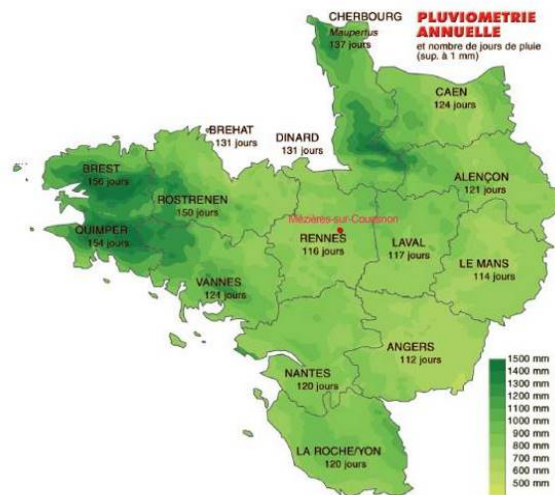 CHERBOURG
Maupertus
137 jours
PLUVIOMETRIE
ANNUELLE
et nombre de jours de pluie
(sup. à 1 mm)
CAEN
124 jours
BREHAT
131 jours
DINARD
131 jours
BREST
156 jours
ROSTRENEN
150 jours
ALENÇON
121 jours
QUIMPER
154 jours
Mézières-sur-Couesnon
RENNES
116 jours
LAVAL
117 jours
LE MANS
114 jours
VANNES
124 jours
ANGERS
112 jours
NANTES
120 jours
LA ROCHE/YON
120 jours
1500 mm
1400 mm
1300 mm
1200 mm
1100 mm
1000 mm
900 mm
800 mm
700 mm
600 mm
500 mm